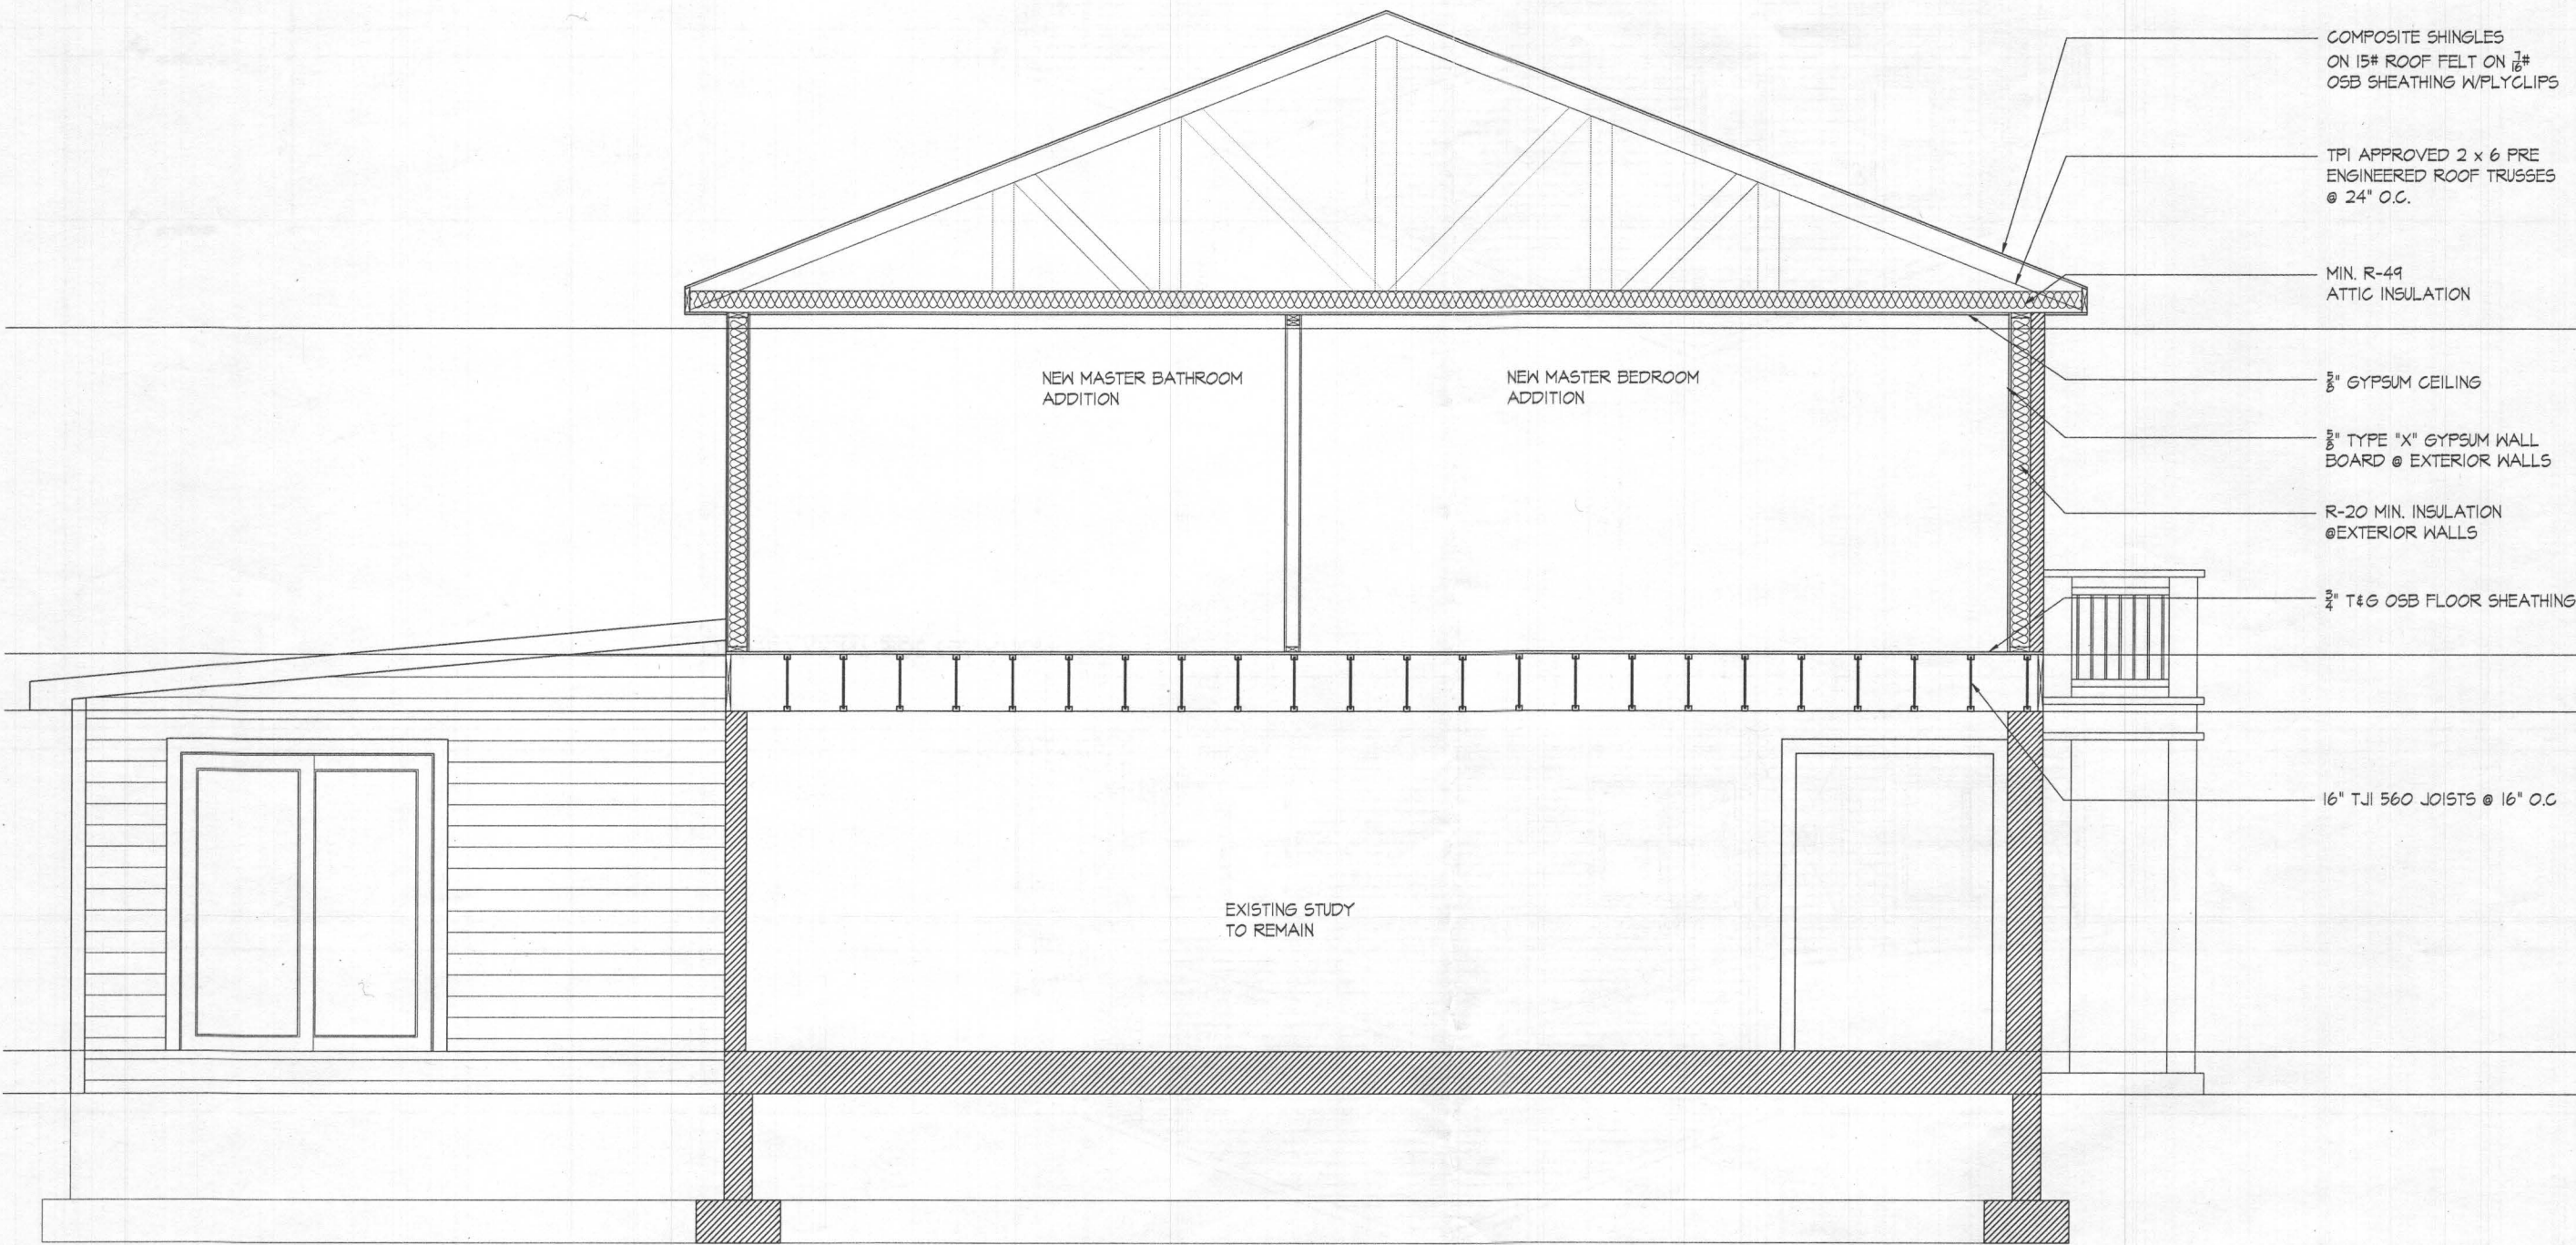 COMPOSITE SHINGLES
ON 15# ROOF FELT ON 7/16#
OSB SHEATHING W/PLYCLIPS
TPI APPROVED 2 x 6 PRE
ENGINEERED ROOF TRUSSES
@ 24" O.C.
MIN. R-49
ATTIC INSULATION
NEW MASTER BATHROOM
ADDITION
NEW MASTER BEDROOM
ADDITION
5/8" GYPSUM CEILING
5/8" TYPE "X" GYPSUM WALL
BOARD @ EXTERIOR WALLS
R-20 MIN. INSULATION
@EXTERIOR WALLS
3/4" T&G OSB FLOOR SHEATHING
16" TJI 560 JOISTS @ 16" O.C
EXISTING STUDY
TO REMAIN